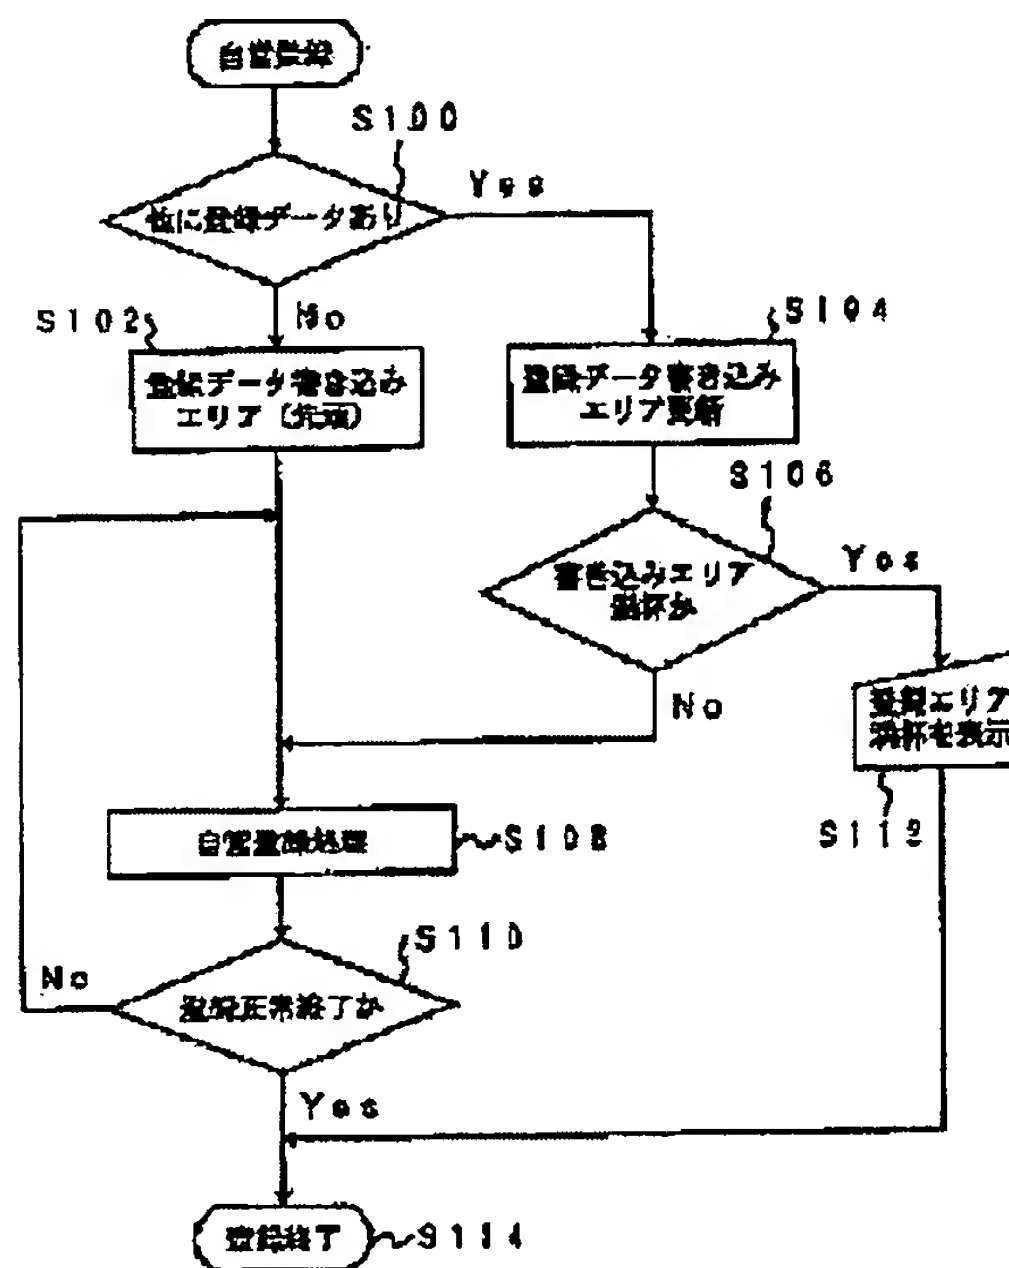 自営登録
S100
他に登録データあり
Yes
No
S102
登録データ書き込み
エリア(先頭)
S104
登録データ書き込み
エリア更新
S106
書き込みエリア
満杯か
Yes
No
登録エリア
満杯を表示
S112
自営登録処理
S108
S110
登録正常終了か
No
Yes
登録終了
S114